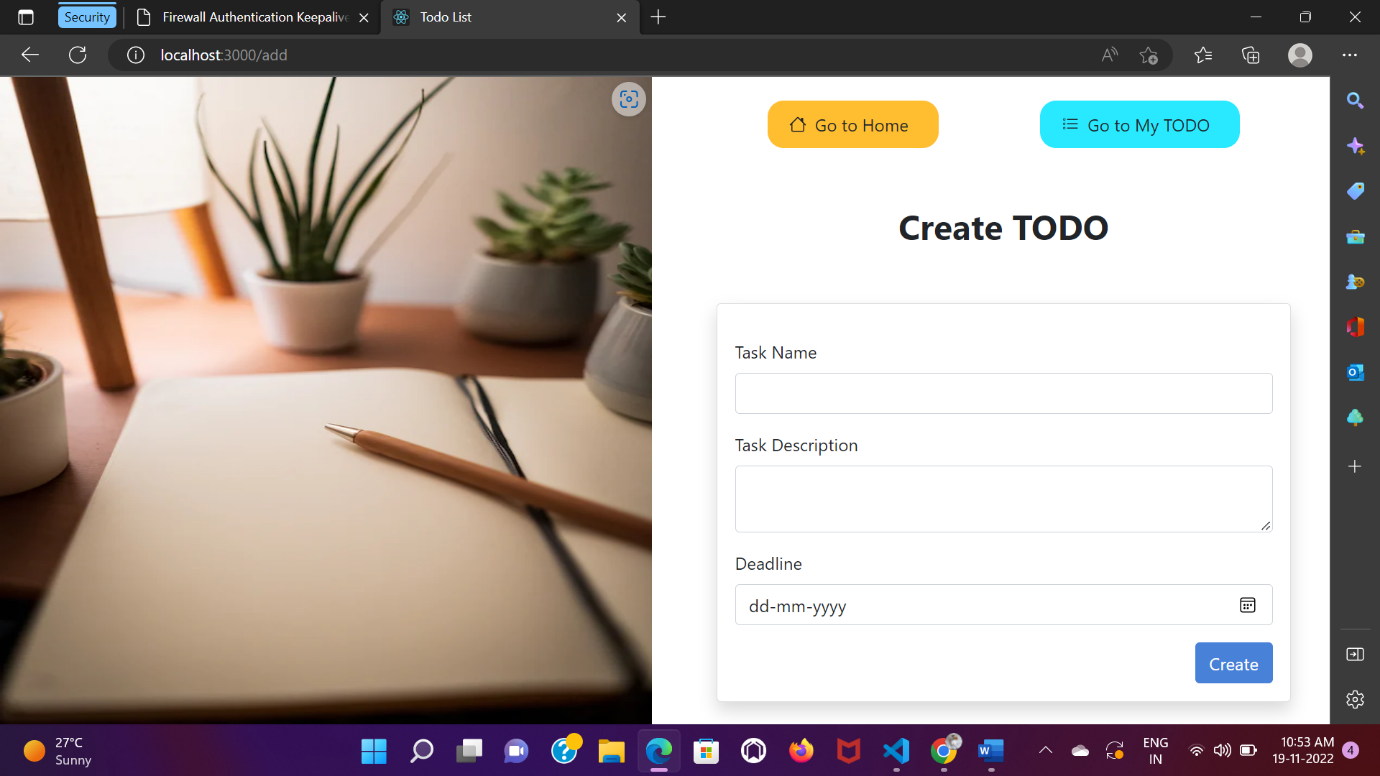 Security
Firewall Authentication Keepalive
Todo List
localhost:3000/add
Go to Home
Go to My TODO
Create TODO
Task Name
Task Description
Deadline
dd-mm-yyyy
Create
27°C
Sunny
ENG
IN
10:53 AM
19-11-2022
4